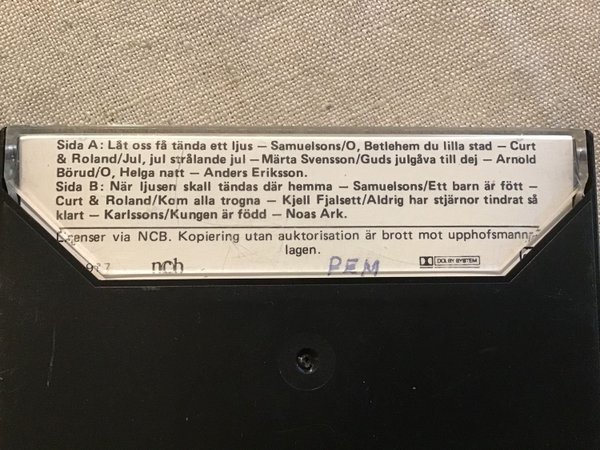 Sida A: Låt oss få tända ett ljus — Samuelsons/O, Betlehem du lilla stad — Curt
& Roland/Jul, jul strålande jul — Märta Svensson/Guds julgåva till dej — Arnold
Börud/O, Helga natt — Anders Eriksson.
Sida B: När ljusen skall tändas där hemma — Samuelsons/Ett barn är fött —
Curt & Roland/Kom alla trogna — Kjell Fjalsett/Aldrig har stjärnor tindrat så
klart — Karlssons/Kungen är född — Noas Ark.
via NCB. Kopiering utan auktorisation är brott mot upphofsmanna-
lagen.
ncb PEM DOLBY SYSTEM